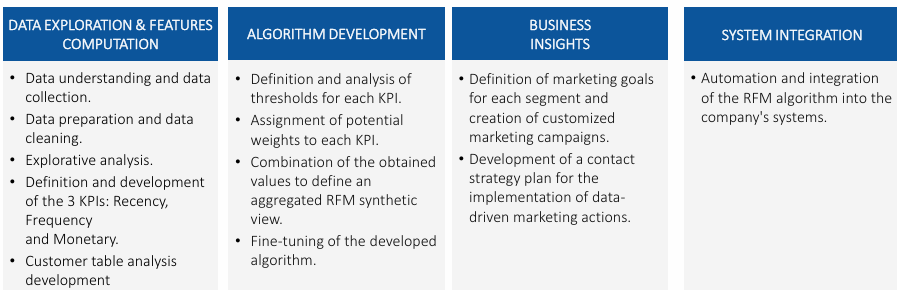 DATA EXPLORATION & FEATURES
COMPUTATION
• Data understanding and data
collection.
• Data preparation and data
cleaning.
• Explorative analysis.
• Definition and development
of the 3 KPIs: Recency,
Frequency
and Monetary.
• Customer table analysis
development
ALGORITHM DEVELOPMENT
• Definition and analysis of
thresholds for each KPI.
• Assignment of potential
weights to each KPI.
• Combination of the obtained
values to define an
aggregated RFM synthetic
view.
• Fine-tuning of the developed
algorithm.
BUSINESS
INSIGHTS
• Definition of marketing goals
for each segment and
creation of customized
marketing campaigns.
• Development of a contact
strategy plan for the
implementation of data-
driven marketing actions.
SYSTEM INTEGRATION
• Automation and integration
of the RFM algorithm into the
company's systems.